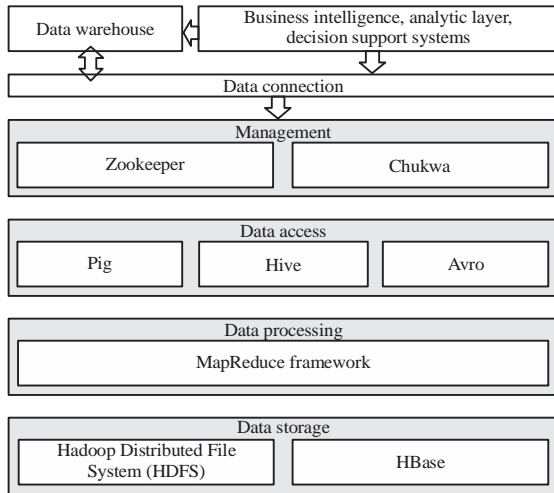 Data warehouse
Business intelligence, analytic layer,
decision support systems
Data connection
Management
Zookeeper
Chukwa
Data access
Pig
Hive
Avro
Data processing
MapReduce framework
Data storage
Hadoop Distributed File
System (HDFS)
HBase